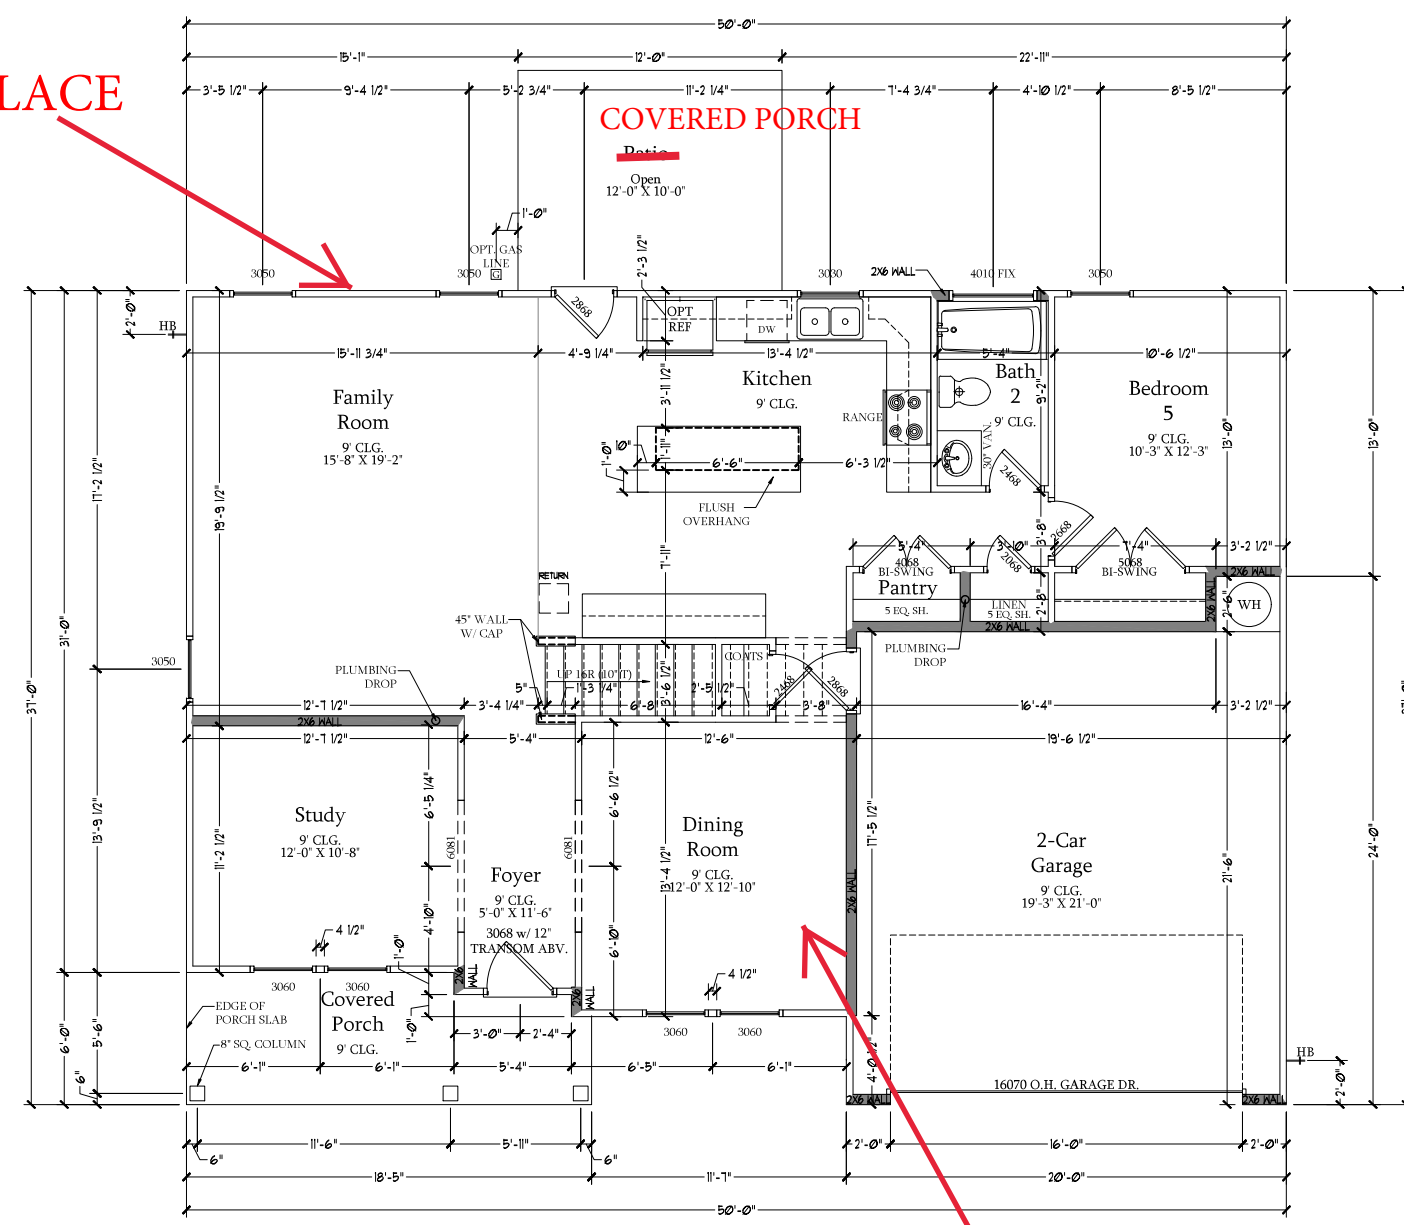 50'-0"
15'-1" 12'-0" 22'-11"
3'-5 1/2" 9'-4 1/2" 5'-2 3/4" 11'-2 1/4" 7'-4 3/4" 4'-10 1/2" 8'-5 1/2"
LACE
COVERED PORCH
Patio
Open
12'-0" X 10'-0"
1'-0"
OPT. GAS
LINE
G
2'-3 1/2"
3050 3050 3030 2X6 WALL 4010 FIX 3050
2'-0"
HB
2868
OPT
REF
DW
15'-11 3/4" 4'-9 1/4" 13'-4 1/2" 5'-4" 10'-6 1/2"
Family
Room
9' CLG.
15'-8" X 19'-2"
Kitchen
9' CLG.
3'-11 1/2"
RANGE
Bath
2
9' CLG.
9'-2"
30" VAN.
2468
Bedroom
5
9' CLG.
10'-3" X 12'-3"
13'-0"
13'-0"
1'-0"
10"
1'-11"
6'-6" 6'-3 1/2"
FLUSH
OVERHANG
17'-2 1/2"
19'-9 1/2"
7'-11"
3'-8"
2668
5'-4" 3'-10" 7'-4" 3'-2 1/2"
4068
BI-SWING
2068
5068
BI-SWING
2X6 WALL
Pantry
5 EQ. SH.
LINEN
5 EQ. SH.
2'-8"
2X6 WALL
2X6 WALL
2'-6"
WH
RETURN
45" WALL
W/ CAP
31'-0"
37'-0"
3050
PLUMBING
DROP
PLUMBING
DROP
COATS
UP 16R (10" T)
5" 1'-3 1/4" 2'-5 1/2"
3'-6 1/2"
2468
2868
12'-7 1/2" 3'-4 1/4" 6'-8" 3'-8" 16'-4" 3'-2 1/2"
2X6 WALL
12'-7 1/2" 5'-4" 12'-6" 19'-6 1/2"
13'-9 1/2"
11'-2 1/2"
6'-5 1/4"
6'-6 1/2"
Study
9' CLG.
12'-0" X 10'-8"
6081
6081
Foyer
9' CLG.
5'-0" X 11'-6"
3068 w/ 12"
TRANSOM ABV.
Dining
Room
9' CLG.
12'-0" X 12'-10"
13'-4 1/2"
2X6 WALL
17'-5 1/2"
2-Car
Garage
9' CLG.
19'-3" X 21'-0"
21'-6"
24'-0"
4 1/2"
1'-0"
4'-10"
6'-10"
4 1/2"
2X6
WALL
2X6
WALL
3060 3060
Covered
Porch
9' CLG.
EDGE OF
PORCH SLAB
8" SQ. COLUMN
1'-0"
3'-0" 2'-4"
3060 3060
6'-0"
5'-6"
6"
6'-1" 6'-1" 5'-4" 6'-5" 6'-1"
4'-0 1/2"
16070 O.H. GARAGE DR.
HB
2'-0"
2X6 WALL 2X6 WALL
11'-6" 5'-11" 2'-0" 16'-0" 2'-0"
6" 6"
18'-5" 11'-7" 20'-0"
50'-0"